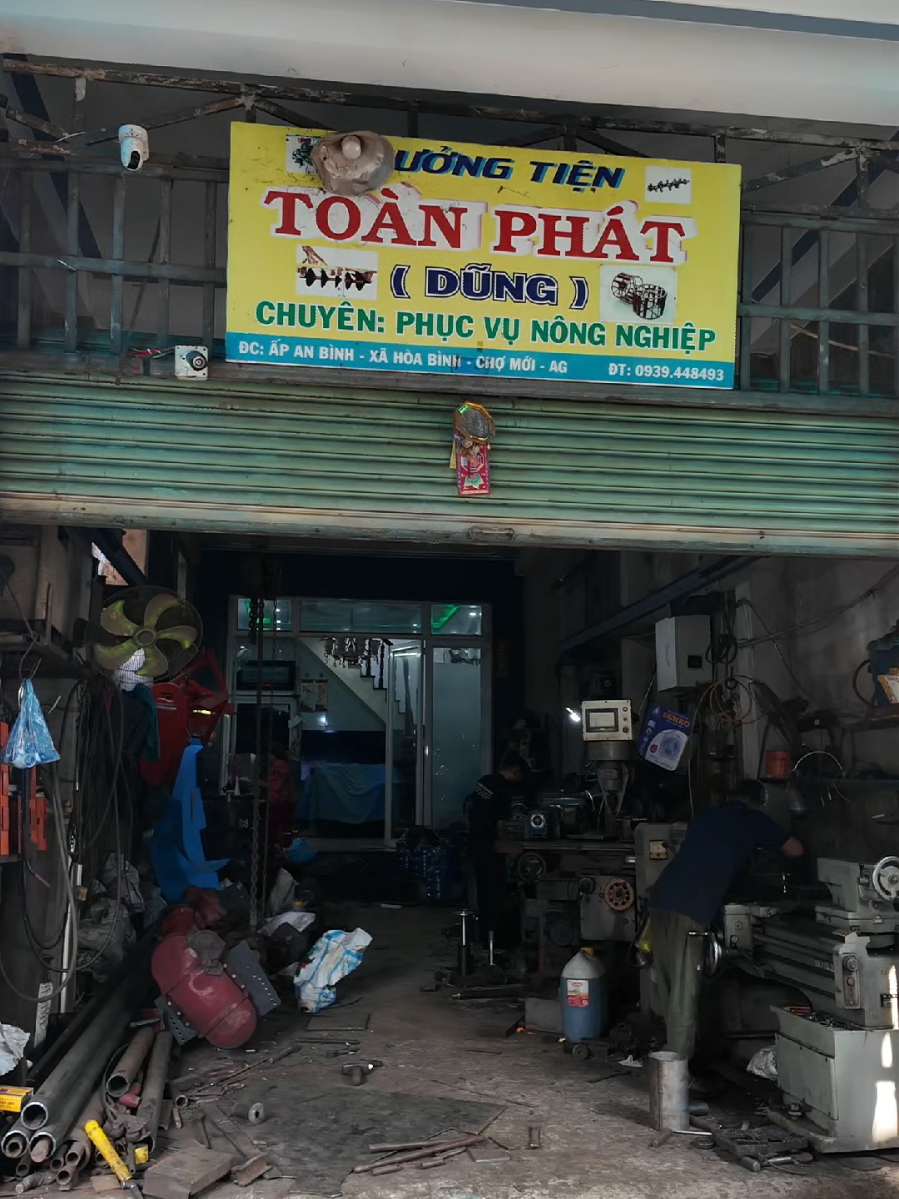 ƯỞNG TIỆN
TOÀN PHÁT
( DŨNG )
CHUYÊN: PHỤC VỤ NÔNG NGHIỆP
ĐC: ẤP AN BÌNH - XÃ HÒA BÌNH - CHỢ MỚI - AG ĐT: 0939.448493